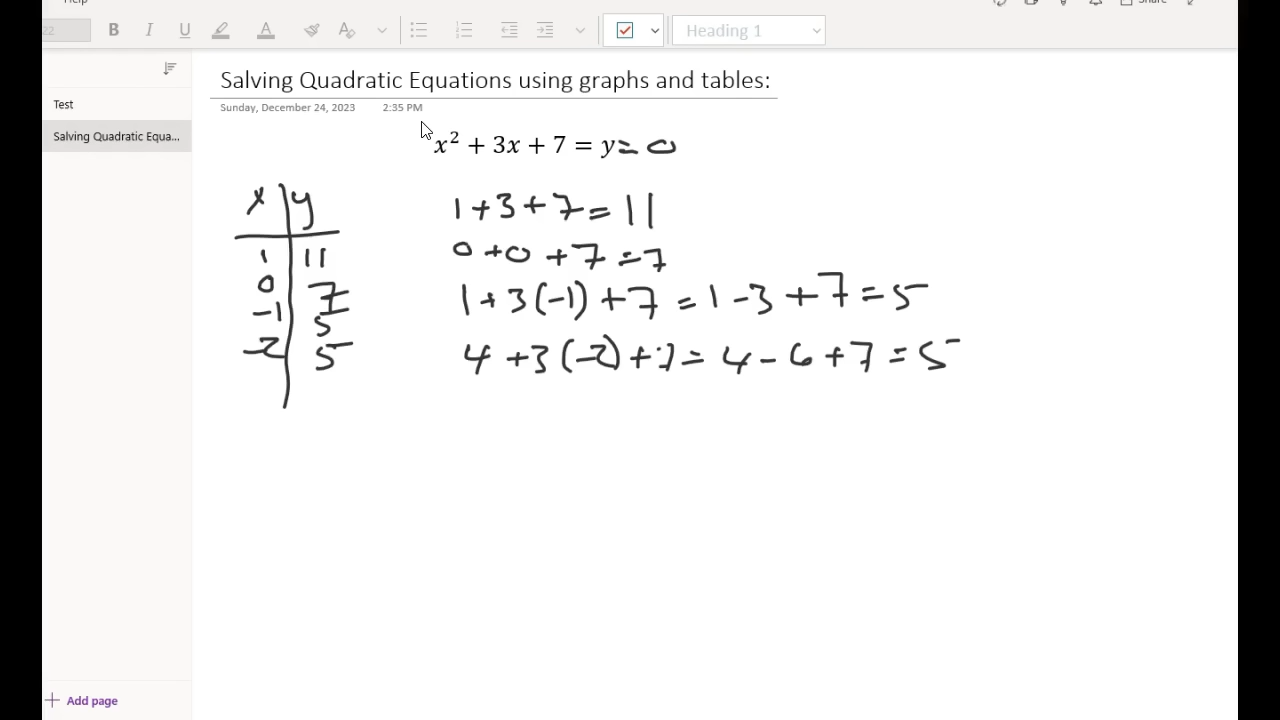 Help
Share
22
B I U A A Heading 1
Salving Quadratic Equations using graphs and tables:
Sunday, December 24, 2023 2:35 PM
Test
Salving Quadratic Equa...
x² + 3x + 7 = y = 0
x y
1 11
0 7
-1 5
-2 5
1 + 3 + 7 = 11
0 + 0 + 7 = 7
1 + 3 (-1) + 7 = 1 - 3 + 7 = 5
4 + 3 (-2) + 7 = 4 - 6 + 7 = 5
Add page